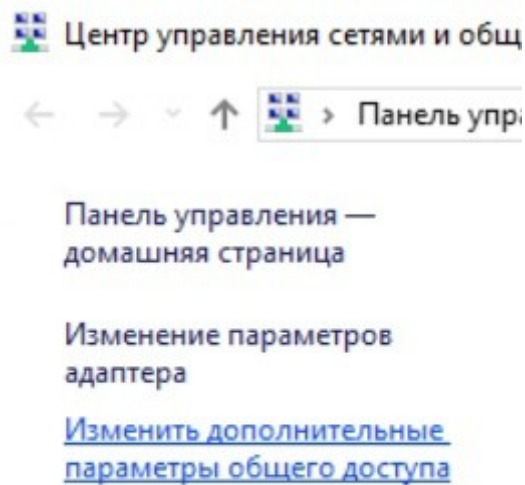 Центр управления сетями и общ
Панель упра
Панель управления —
домашняя страница
Изменение параметров
адаптера
Изменить дополнительные
параметры общего доступа